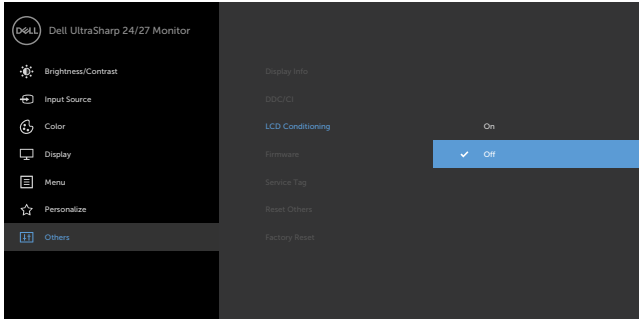 DELL Dell UltraSharp 24/27 Monitor
Brightness/Contrast
Display Info
Input Source
DDC/CI
Color
LCD Conditioning
On
Display
Firmware
Off
Menu
Service Tag
Personalize
Reset Others
Others
Factory Reset